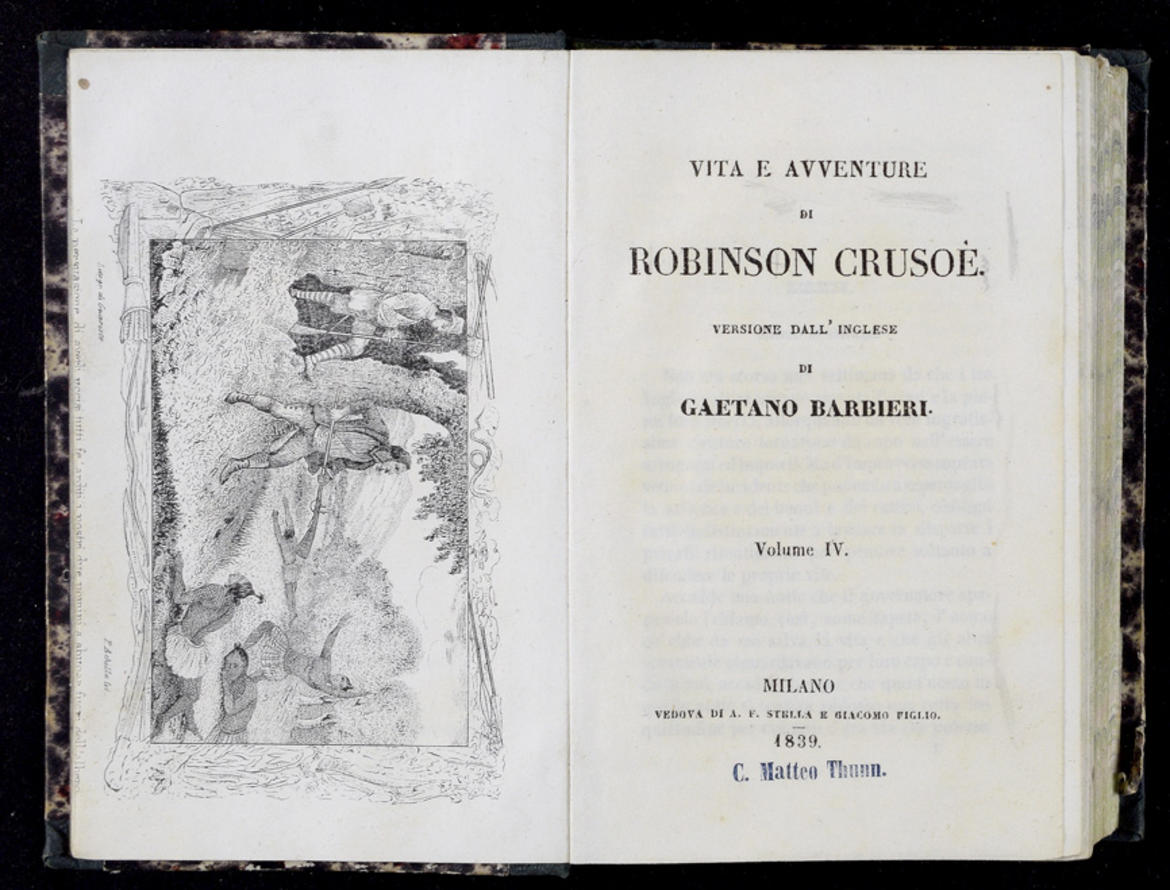 VITA E AVVENTURE
DI
ROBINSON CRUSOÈ.
VERSIONE DALL' INGLESE
DI
GAETANO BARBIERI.
Volume IV.
MILANO
VEDOVA DI A. F. STELLA E GIACOMO FIGLIO.
1839.
C. Matteo Thunn.